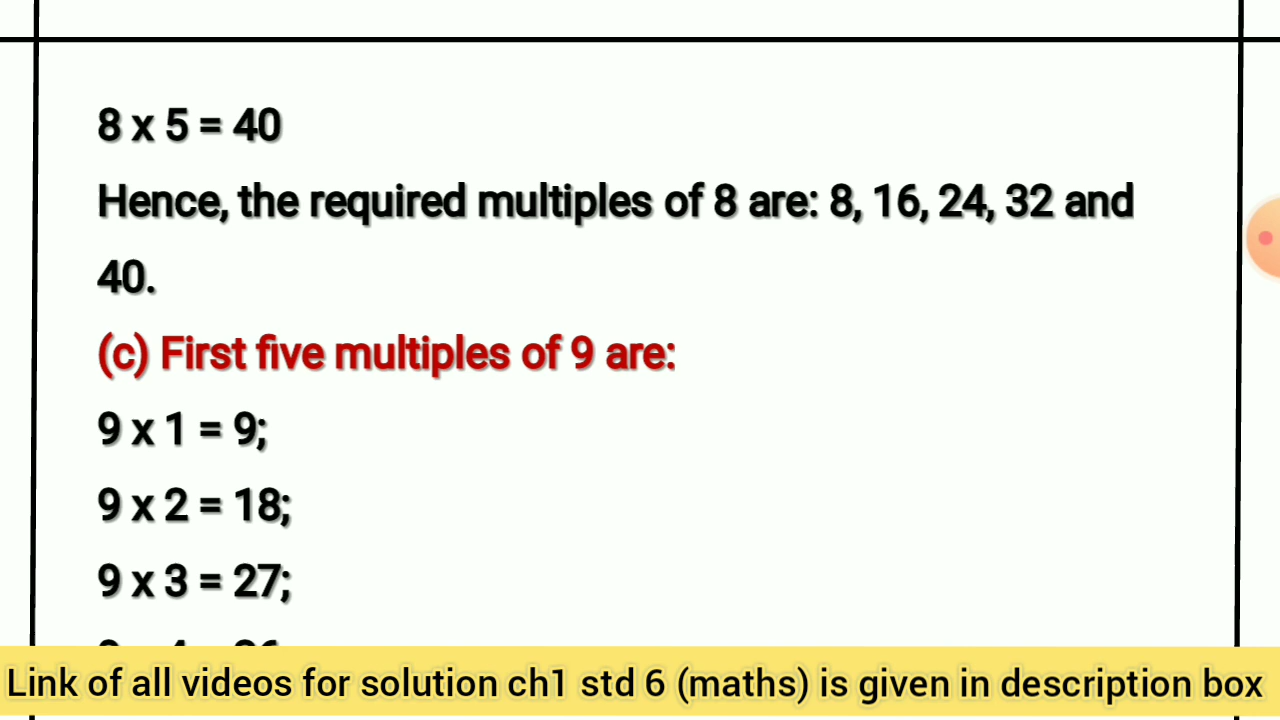 8 x 5 = 40
Hence, the required multiples of 8 are: 8, 16, 24, 32 and
40.
(c) First five multiples of 9 are:
9 x 1 = 9;
9 x 2 = 18;
9 x 3 = 27;
Link of all videos for solution ch1 std 6 (maths) is given in description box